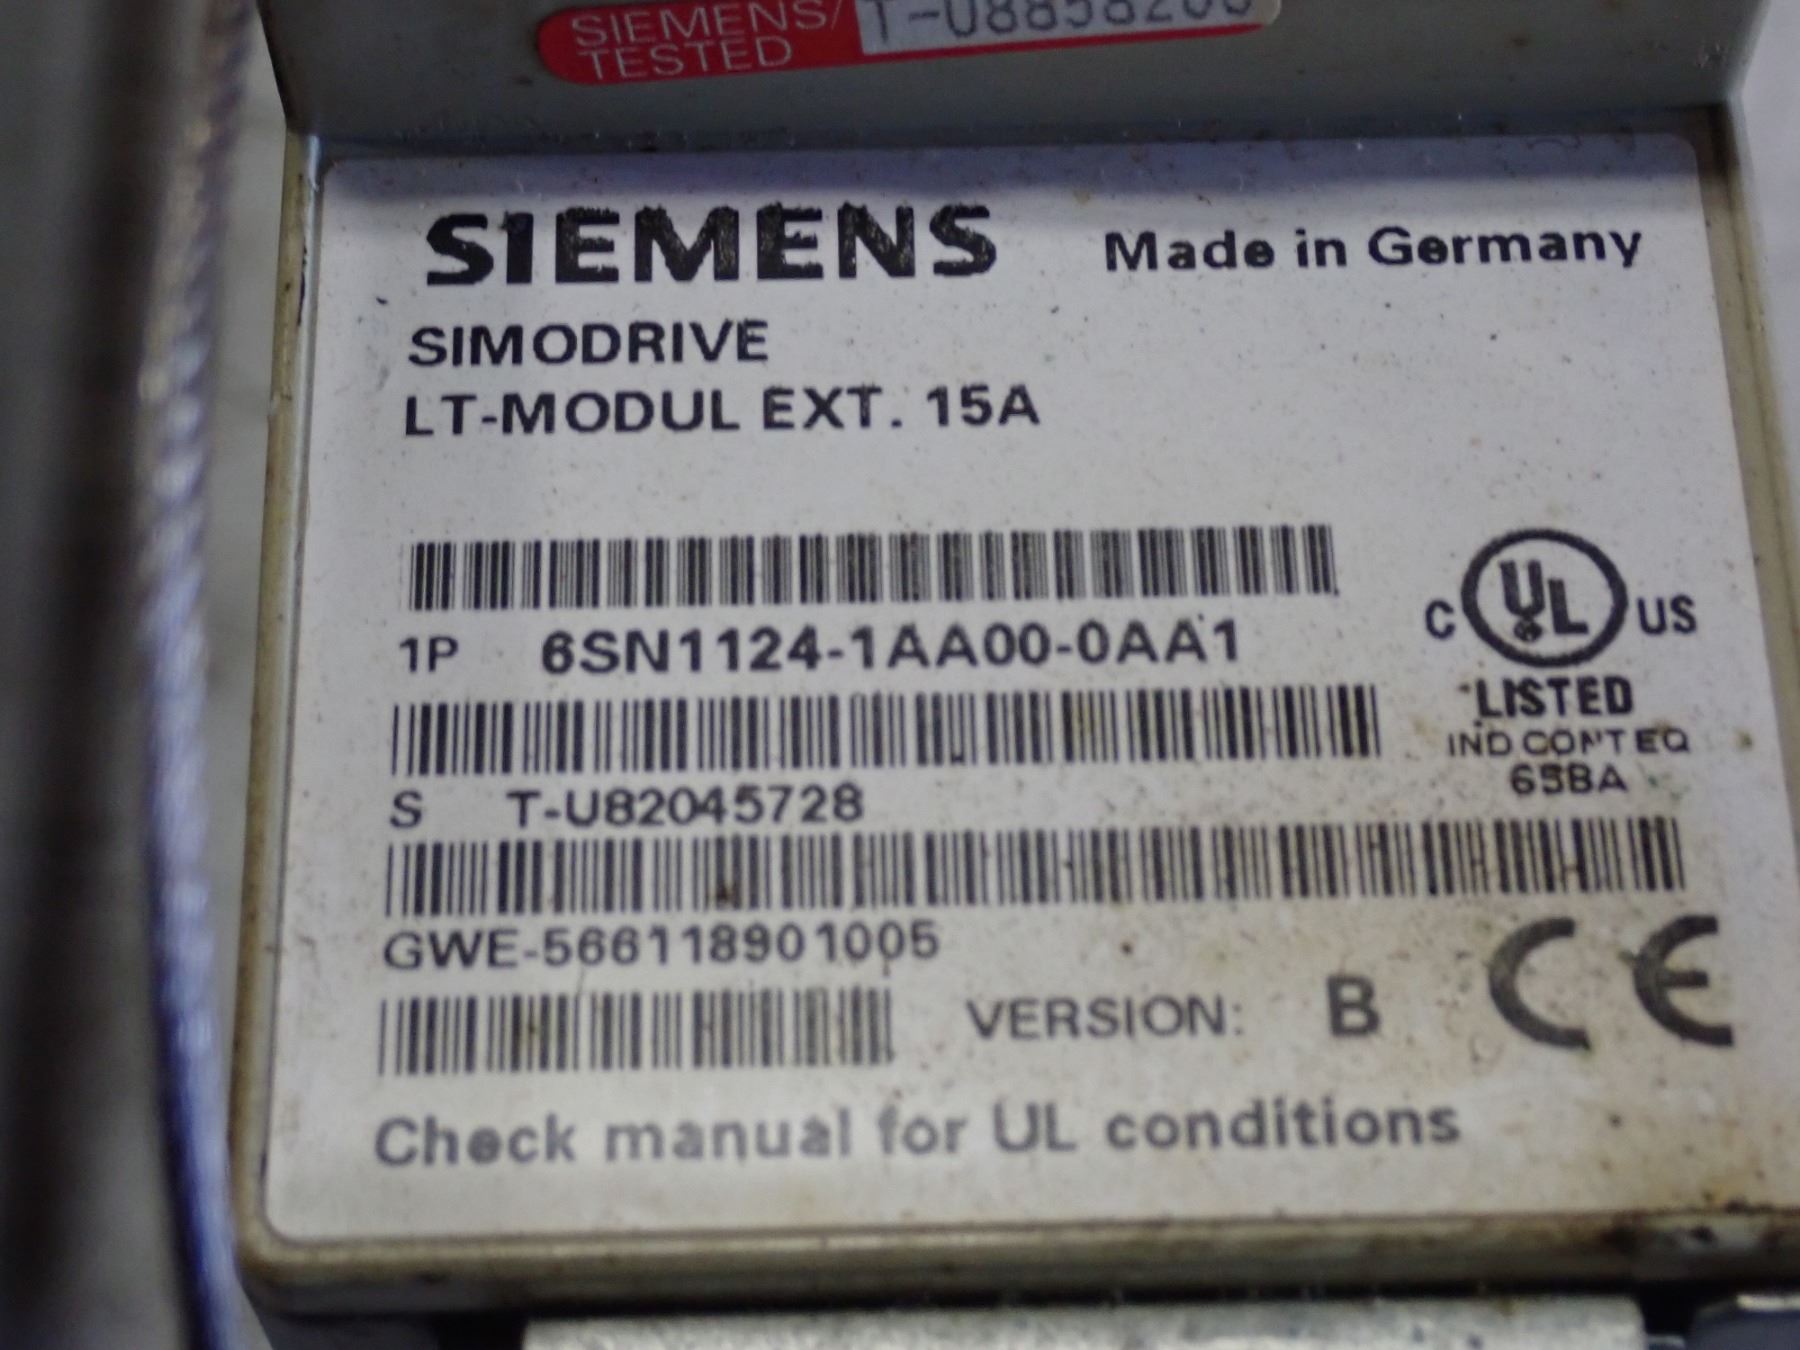 SIEMENS/
TESTED
SIEMENS Made in Germany
SIMODRIVE
LT-MODUL EXT. 15A
1P 6SN1124-1AA00-0AA1
C UL US
LISTED
IND CONT EQ
65BA
S T-U82045728
GWE-566118901005
VERSION: B CE
Check manual for UL conditions